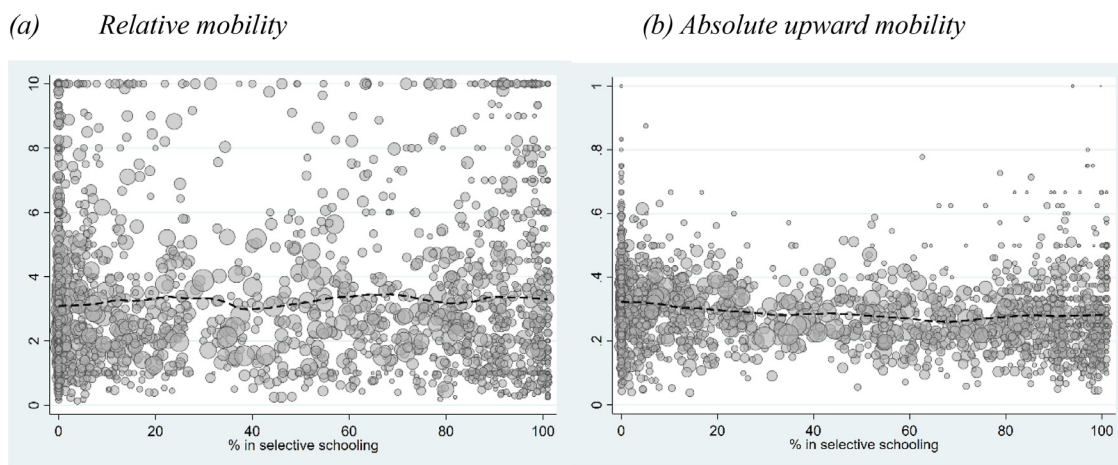 (a) Relative mobility
(b) Absolute upward mobility
10
8
6
4
2
0
0 20 40 60 80 100
% in selective schooling
1
.8
.6
.4
.2
0
0 20 40 60 80 100
% in selective schooling